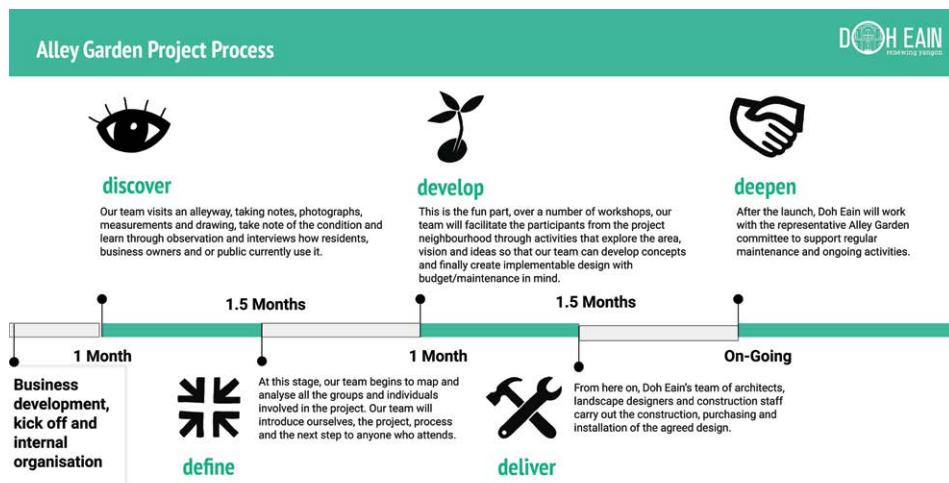 Alley Garden Project Process
DOH EAIN
renewing yangon
discover
Our team visits an alleyway, taking notes, photographs,
measurements and drawing, take note of the condition and
learn through observation and interviews how residents,
business owners and or public currently use it.
develop
This is the fun part, over a number of workshops, our
team will facilitate the participants from the project
neighbourhood through activities that explore the area,
vision and ideas so that our team can develop concepts
and finally create implementable design with
budget/maintenance in mind.
deepen
After the launch, Doh Eain will work
with the representative Alley Garden
committee to support regular
maintenance and ongoing activities.
1.5 Months
1.5 Months
1 Month
1 Month
On-Going
Business
development,
kick off and
internal
organisation
At this stage, our team begins to map and
analyse all the groups and individuals
involved in the project. Our team will
introduce ourselves, the project, process
and the next step to anyone who attends.
define
From here on, Doh Eain's team of architects,
landscape designers and construction staff
carry out the construction, purchasing and
installation of the agreed design.
deliver